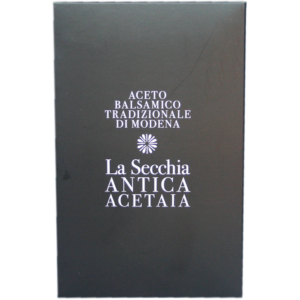 ACETO
BALSAMICO
TRADIZIONALE
DI MODENA
La Secchia
ANTICA
ACETAIA